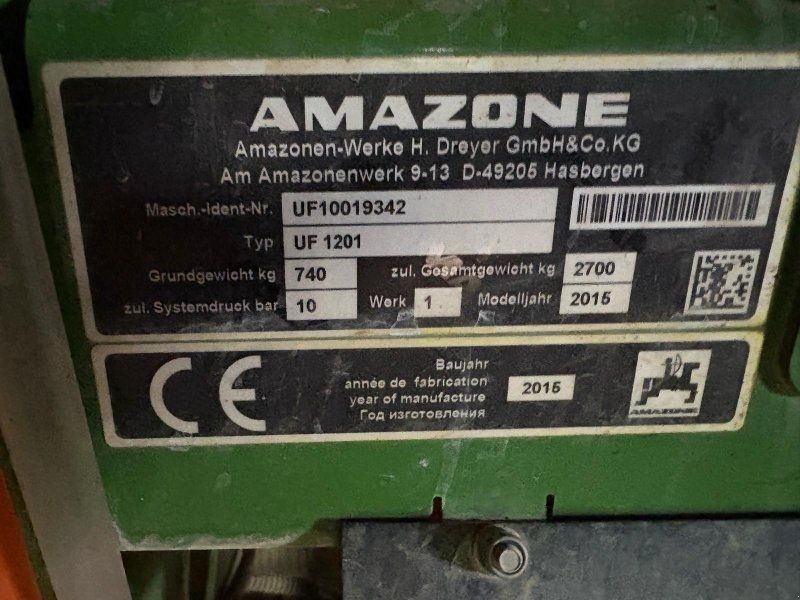 AMAZONE
Amazonen-Werke H. Dreyer GmbH&Co.KG
Am Amazonenwerk 9-13 D-49205 Hasbergen
Masch.-Ident-Nr. UF10019342
Typ UF 1201
Grundgewicht kg 740 zul. Gesamtgewicht kg 2700
zul. Systemdruck bar 10 Werk 1 Modelljahr 2015
CE
Baujahr
année de fabrication
year of manufacture 2015
Год изготовления
AMAZONE